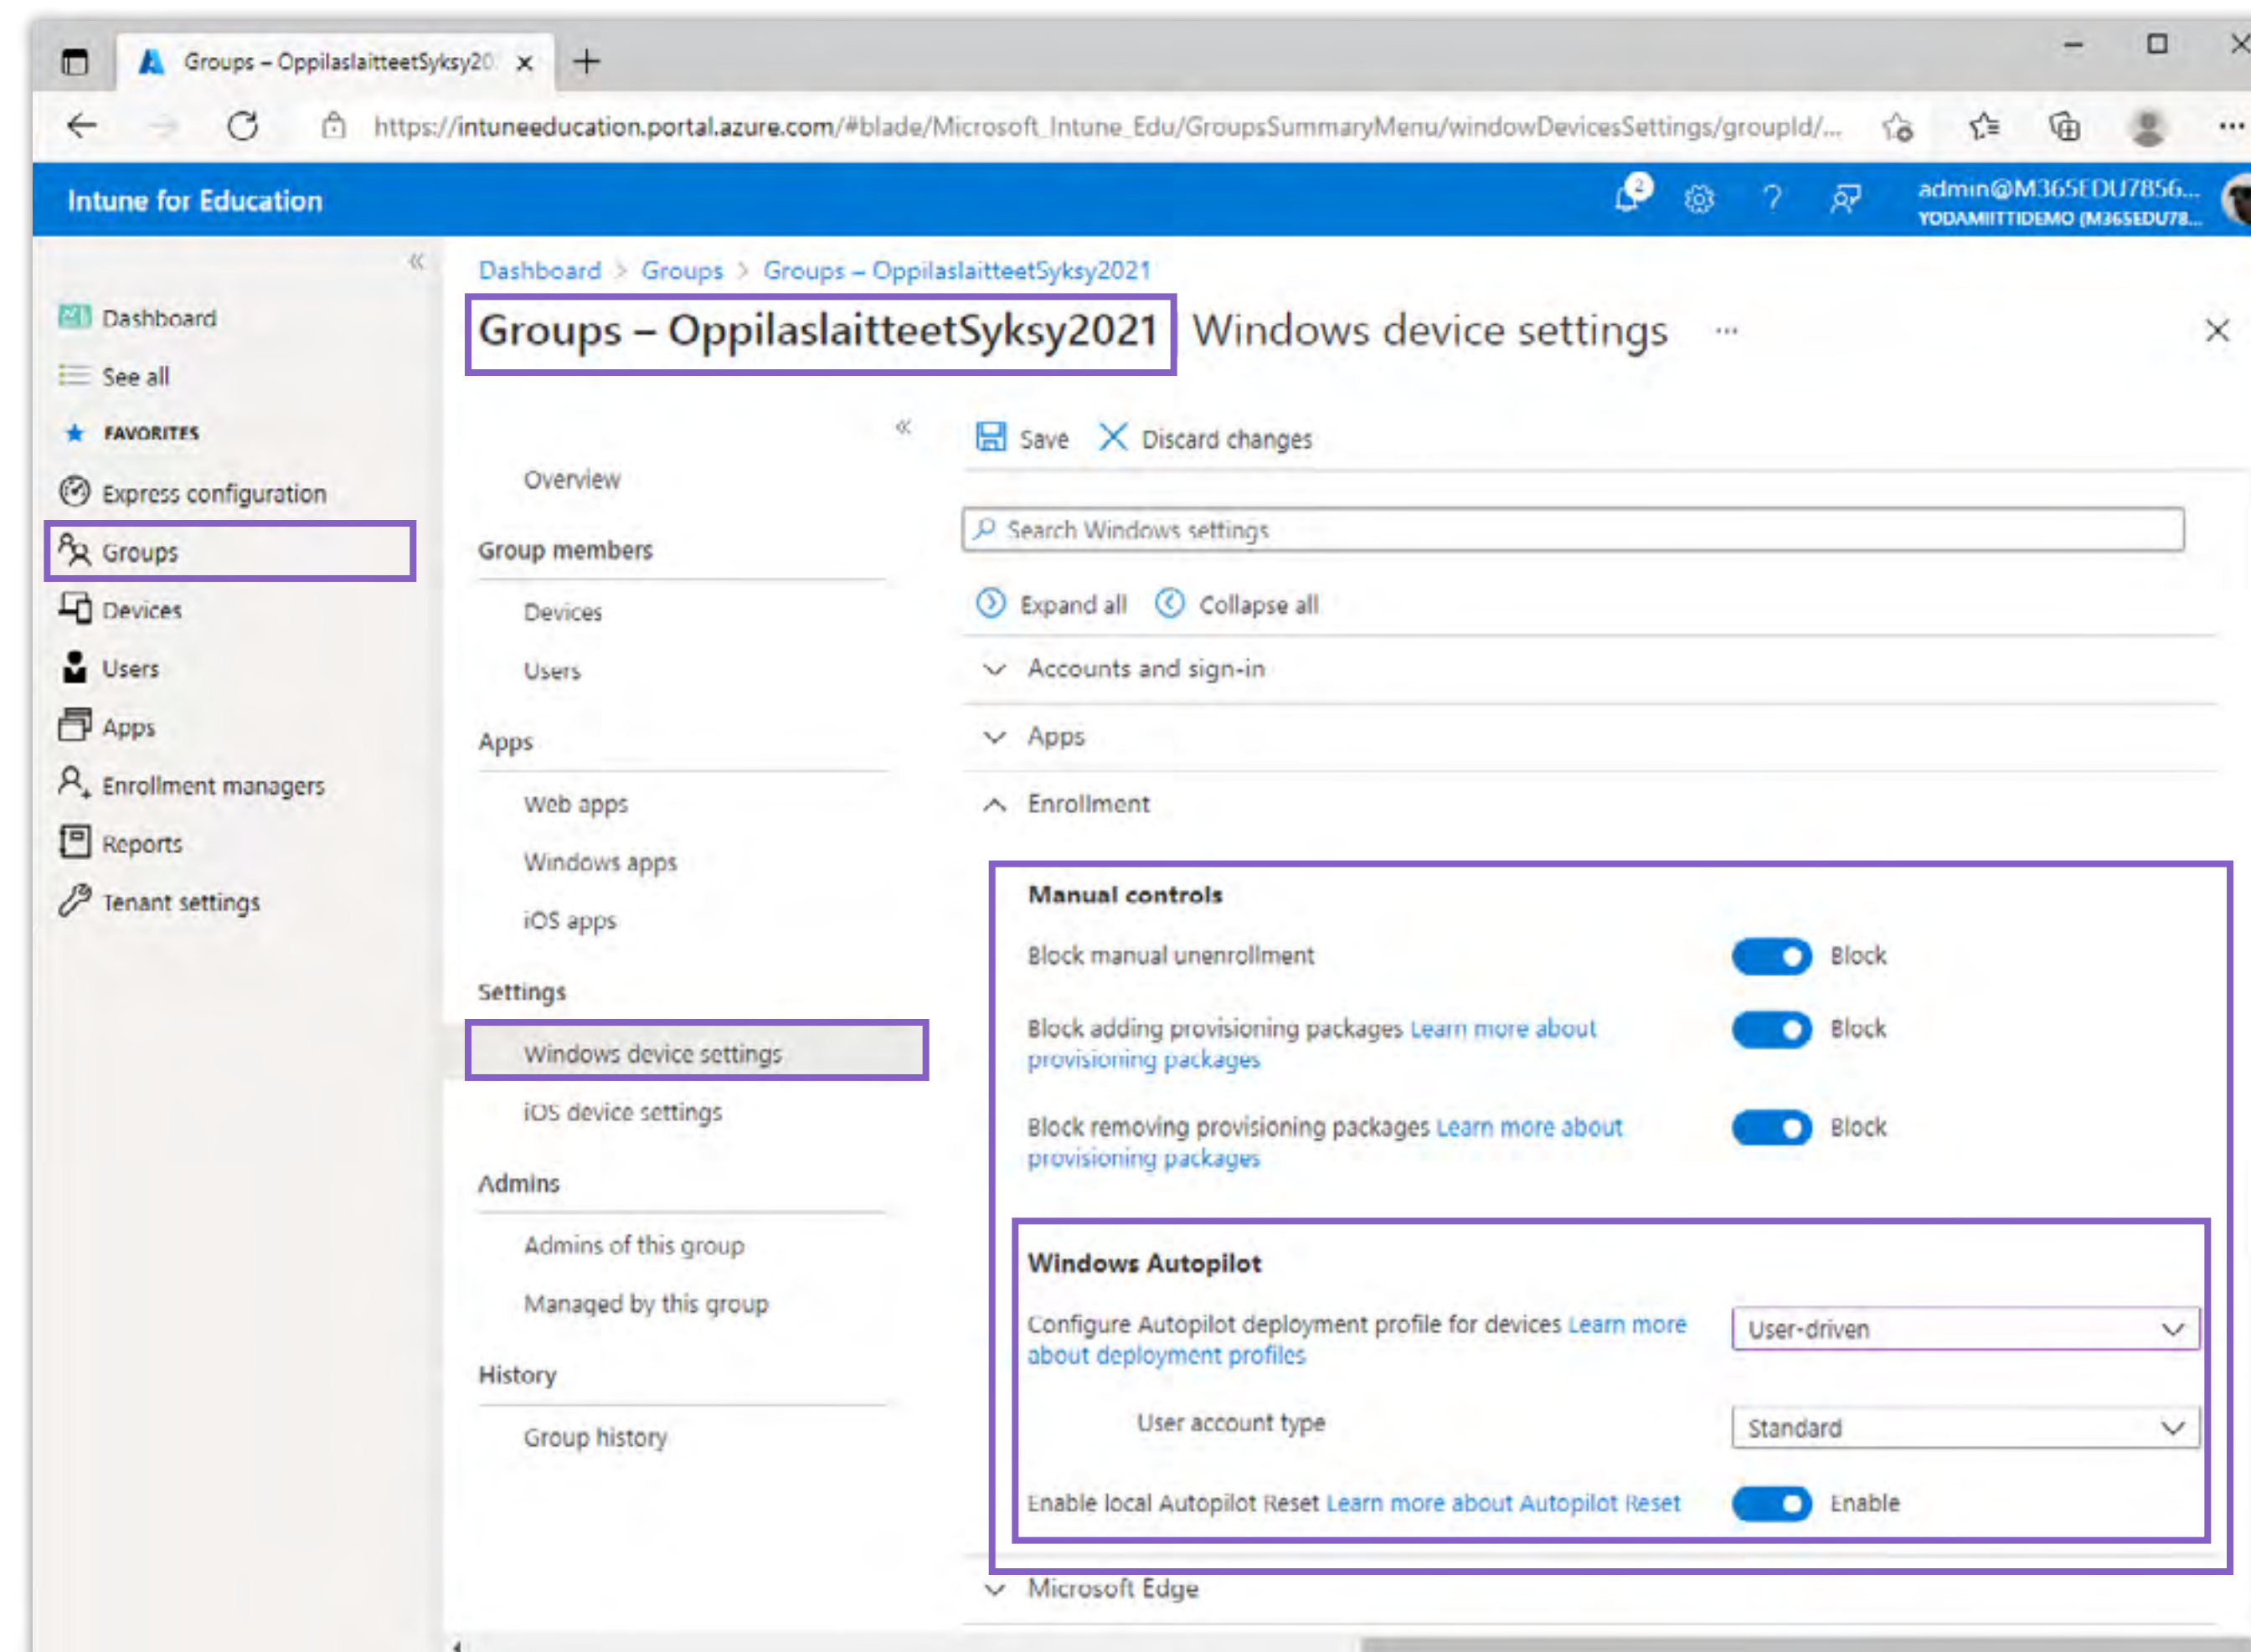 Groups – OppilaslaitteetSyksy20
https://intuneeducation.portal.azure.com/#blade/Microsoft_Intune_Edu/GroupsSummaryMenu/windowDevicesSettings/groupId/...
Intune for Education
2
?
admin@M365EDU7856...
YODAMIITTIDEMO (M365EDU78...
Dashboard > Groups > Groups – OppilaslaitteetSyksy2021
Groups – OppilaslaitteetSyksy2021 | Windows device settings ...
Dashboard
See all
FAVORITES
Express configuration
Groups
Devices
Users
Apps
Enrollment managers
Reports
Tenant settings
Overview
Group members
Devices
Users
Apps
Web apps
Windows apps
iOS apps
Settings
Windows device settings
iOS device settings
Admins
Admins of this group
Managed by this group
History
Group history
Save Discard changes
Search Windows settings
Expand all Collapse all
Accounts and sign-in
Apps
Enrollment
Manual controls
Block manual unenrollment Block
Block adding provisioning packages Learn more about Block
provisioning packages
Block removing provisioning packages Learn more about Block
provisioning packages
Windows Autopilot
Configure Autopilot deployment profile for devices Learn more User-driven
about deployment profiles
User account type Standard
Enable local Autopilot Reset Learn more about Autopilot Reset Enable
Microsoft Edge